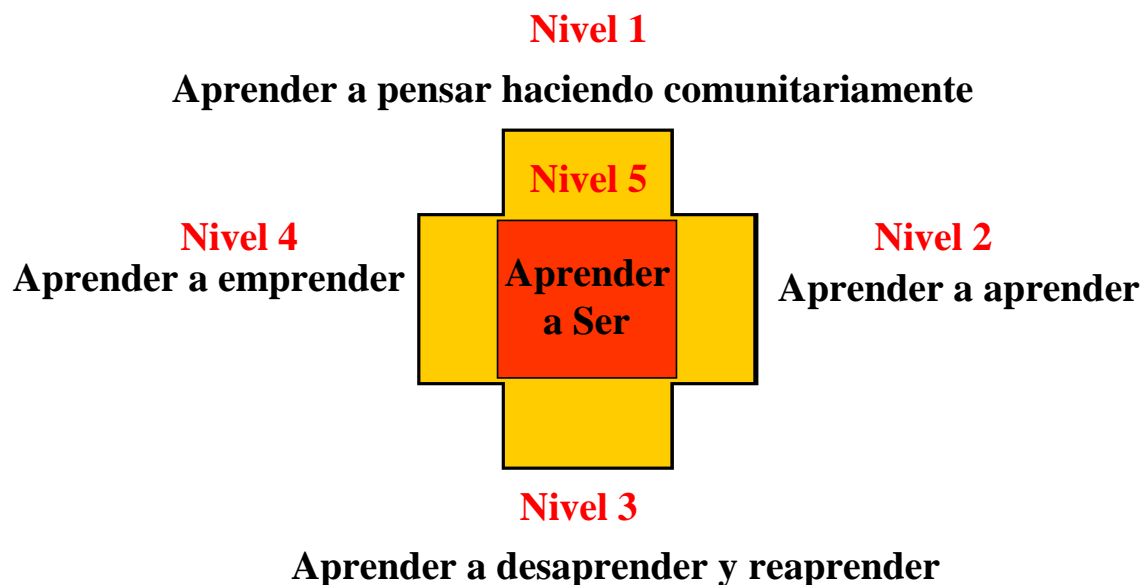 Nivel 1
Aprender a pensar haciendo comunitariamente
Nivel 5
Nivel 4
Aprender a emprender
Aprender
a Ser
Nivel 2
Aprender a aprender
Nivel 3
Aprender a desaprender y reaprender